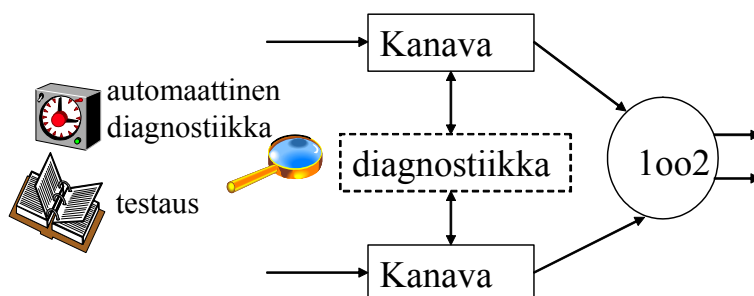 Kanava
automaattinen
diagnostiikka
diagnostiikka
1oo2
testaus
Kanava